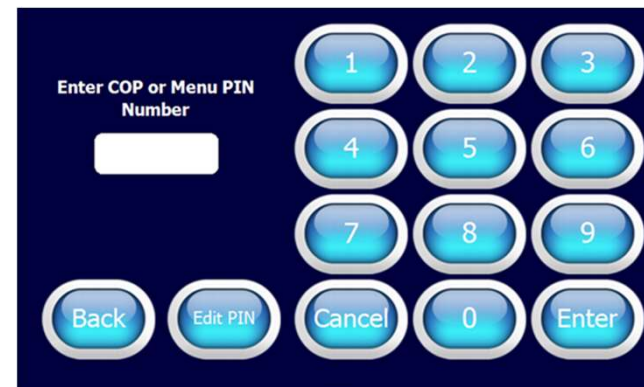 Enter COP or Menu PIN
Number
1 2 3
4 5 6
7 8 9
Back Edit PIN Cancel 0 Enter